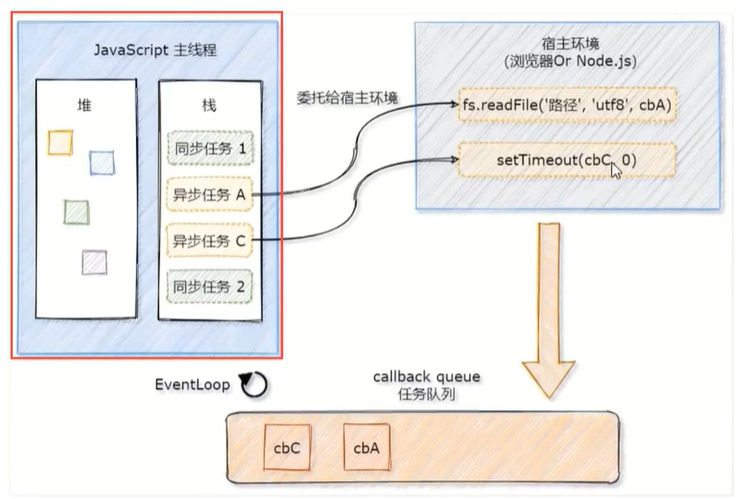 JavaScript 主线程
堆
栈
同步任务 1
异步任务 A
异步任务 C
同步任务 2
委托给宿主环境
宿主环境
(浏览器Or Node.js)
fs.readFile('路径', 'utf8', cbA)
setTimeout(cbC, 0)
EventLoop
callback queue
任务队列
cbC
cbA